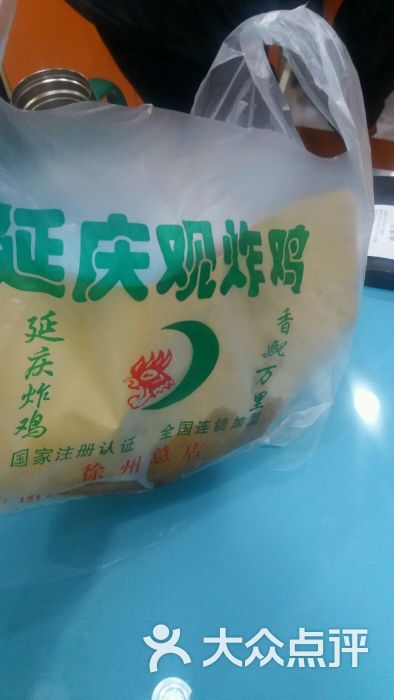 延庆观炸鸡
延庆炸鸡
香飘万里
国家注册认证 全国连锁加盟
徐州总店
151
大众点评